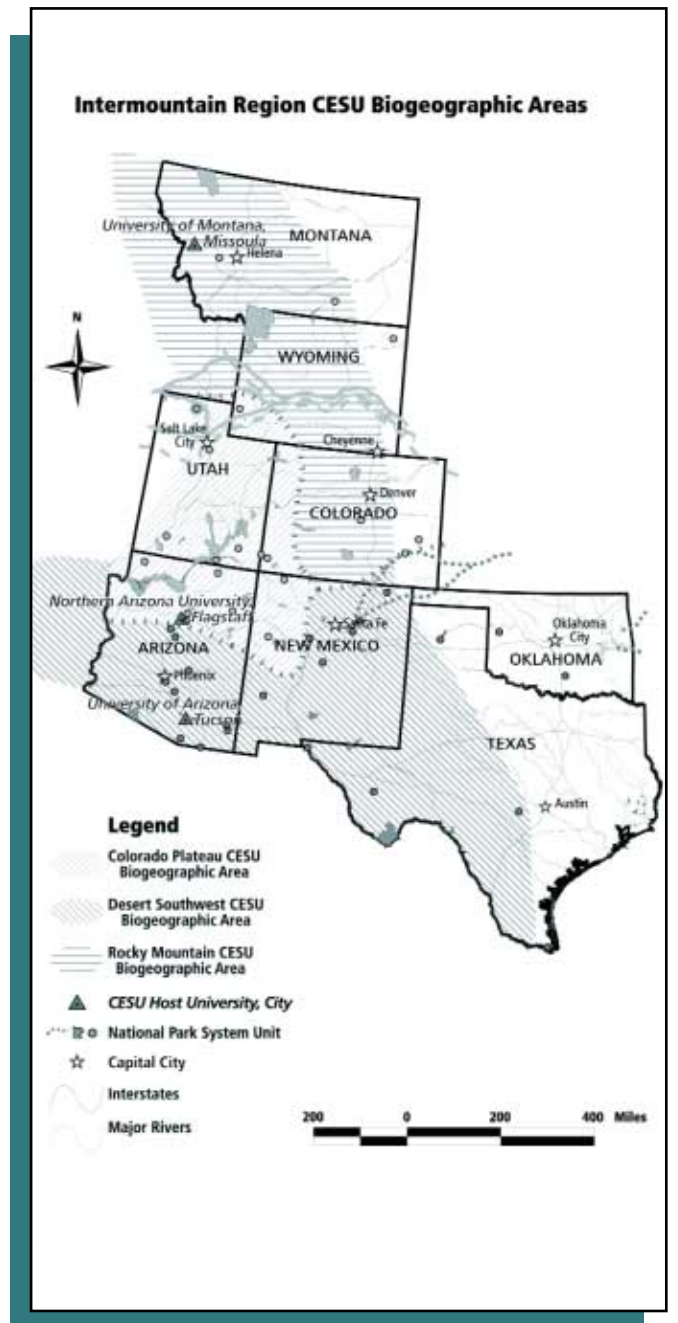 Intermountain Region CESU Biogeographic Areas
University of Montana,
Missoula
MONTANA
Helena
N
WYOMING
Salt Lake
City
Cheyenne
UTAH
Denver
COLORADO
Northern Arizona University,
Flagstaff
Santa Fe
Oklahoma
City
ARIZONA
NEW MEXICO
OKLAHOMA
Phoenix
University of Arizona,
Tucson
TEXAS
Austin
Legend
Colorado Plateau CESU
Biogeographic Area
Desert Southwest CESU
Biogeographic Area
Rocky Mountain CESU
Biogeographic Area
CESU Host University, City
National Park System Unit
Capital City
Interstates
Major Rivers
200 0 200 400 Miles